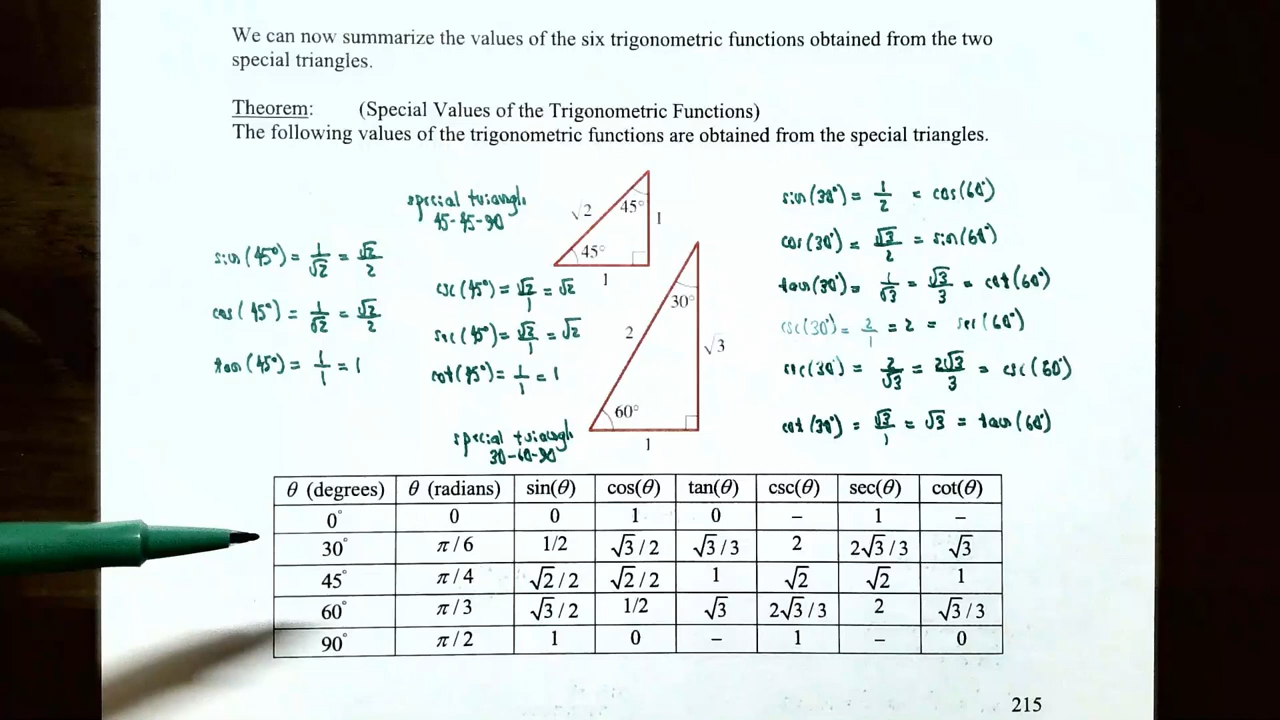 We can now summarize the values of the six trigonometric functions obtained from the two
special triangles.
Theorem: (Special Values of the Trigonometric Functions)
The following values of the trigonometric functions are obtained from the special triangles.
special triangle
45-45-90
√2
45°
1
45°
1
sin(45°) = 1/√2 = √2/2
cos(45°) = 1/√2 = √2/2
tan(45°) = 1/1 = 1
csc(45°) = √2/1 = √2
sec(45°) = √2/1 = √2
cot(45°) = 1/1 = 1
30°
2
√3
60°
1
special triangle
30-60-90
sin(30°) = 1/2 = cos(60°)
cos(30°) = √3/2 = sin(60°)
tan(30°) = 1/√3 = √3/3 = cot(60°)
csc(30°) = 2/1 = 2 = sec(60°)
sec(30°) = 2/√3 = 2√3/3 = csc(60°)
cot(30°) = √3/1 = √3 = tan(60°)
θ (degrees) θ (radians) sin(θ) cos(θ) tan(θ) csc(θ) sec(θ) cot(θ)
0° 0 0 1 0 – 1 –
30° π/6 1/2 √3/2 √3/3 2 2√3/3 √3
45° π/4 √2/2 √2/2 1 √2 √2 1
60° π/3 √3/2 1/2 √3 2√3/3 2 √3/3
90° π/2 1 0 – 1 – 0
215